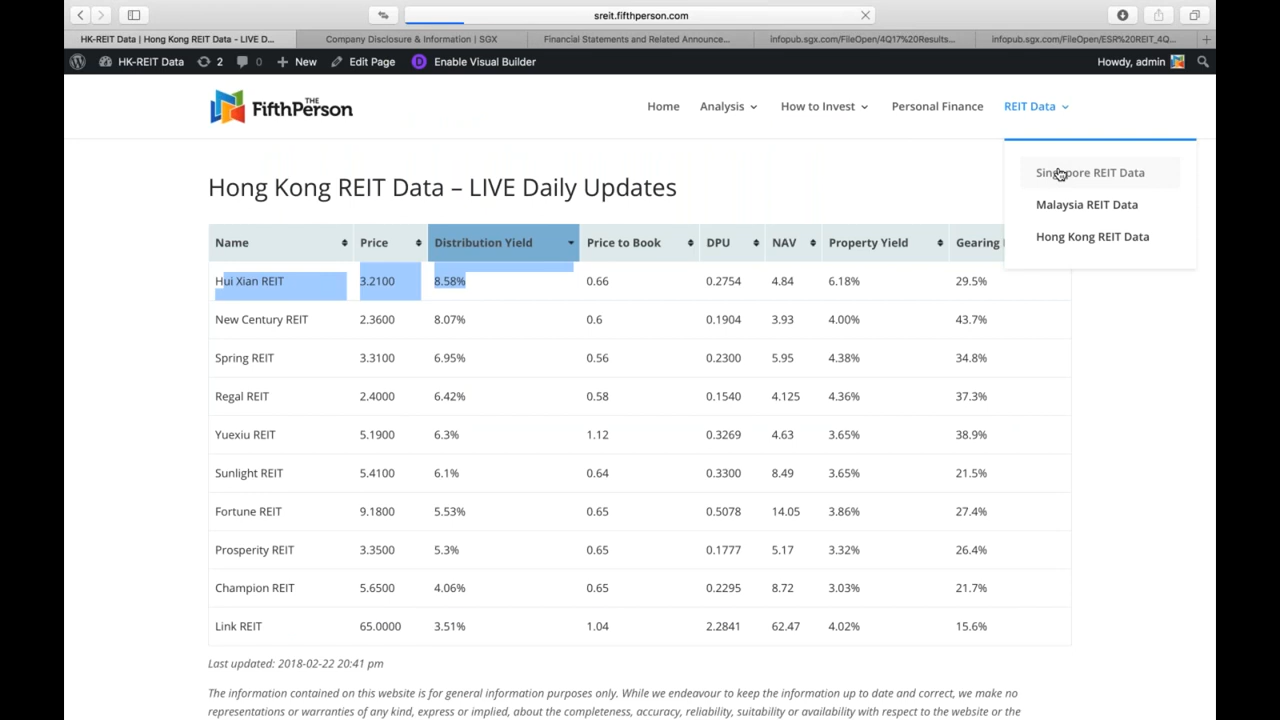 sreit.fifthperson.com
HK-REIT Data | Hong Kong REIT Data - LIVE D... Company Disclosure & Information | SGX Financial Statements and Related Announce... infopub.sgx.com/FileOpen/4Q17%20Results... infopub.sgx.com/FileOpen/ESR%20REIT_4Q...
HK-REIT Data 2 0 New Edit Page D Enable Visual Builder Howdy, admin
THE
FIFTHPERSON Home Analysis How to Invest Personal Finance REIT Data
Singapore REIT Data
Malaysia REIT Data
Hong Kong REIT Data
Hong Kong REIT Data – LIVE Daily Updates
Name Price Distribution Yield Price to Book DPU NAV Property Yield Gearing
Hui Xian REIT 3.2100 8.58% 0.66 0.2754 4.84 6.18% 29.5%
New Century REIT 2.3600 8.07% 0.6 0.1904 3.93 4.00% 43.7%
Spring REIT 3.3100 6.95% 0.56 0.2300 5.95 4.38% 34.8%
Regal REIT 2.4000 6.42% 0.58 0.1540 4.125 4.36% 37.3%
Yuexiu REIT 5.1900 6.3% 1.12 0.3269 4.63 3.65% 38.9%
Sunlight REIT 5.4100 6.1% 0.64 0.3300 8.49 3.65% 21.5%
Fortune REIT 9.1800 5.53% 0.65 0.5078 14.05 3.86% 27.4%
Prosperity REIT 3.3500 5.3% 0.65 0.1777 5.17 3.32% 26.4%
Champion REIT 5.6500 4.06% 0.65 0.2295 8.72 3.03% 21.7%
Link REIT 65.0000 3.51% 1.04 2.2841 62.47 4.02% 15.6%
Last updated: 2018-02-22 20:41 pm
The information contained on this website is for general information purposes only. While we endeavour to keep the information up to date and correct, we make no
representations or warranties of any kind, express or implied, about the completeness, accuracy, reliability, suitability or availability with respect to the website or the